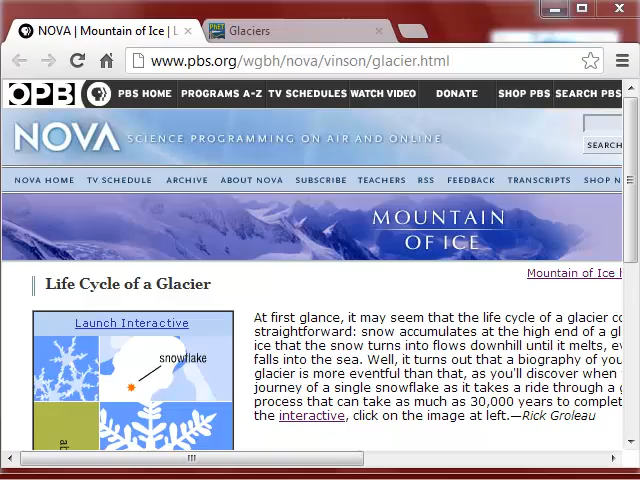 NOVA | Mountain of Ice | L
PhET Glaciers
www.pbs.org/wgbh/nova/vinson/glacier.html
OPB PBS HOME PROGRAMS A-Z TV SCHEDULES WATCH VIDEO DONATE SHOP PBS SEARCH PBS
NOVA SCIENCE PROGRAMMING ON AIR AND ONLINE
SEARCH
NOVA HOME TV SCHEDULE ARCHIVE ABOUT NOVA SUBSCRIBE TEACHERS RSS FEEDBACK TRANSCRIPTS SHOP N
MOUNTAIN
OF ICE
Mountain of Ice h
Life Cycle of a Glacier
Launch Interactive
snowflake
ab
At first glance, it may seem that the life cycle of a glacier co
straightforward: snow accumulates at the high end of a gl
ice that the snow turns into flows downhill until it melts, ev
falls into the sea. Well, it turns out that a biography of you
glacier is more eventful than that, as you'll discover when
journey of a single snowflake as it takes a ride through a g
process that can take as much as 30,000 years to complet
the interactive, click on the image at left.—Rick Groleau